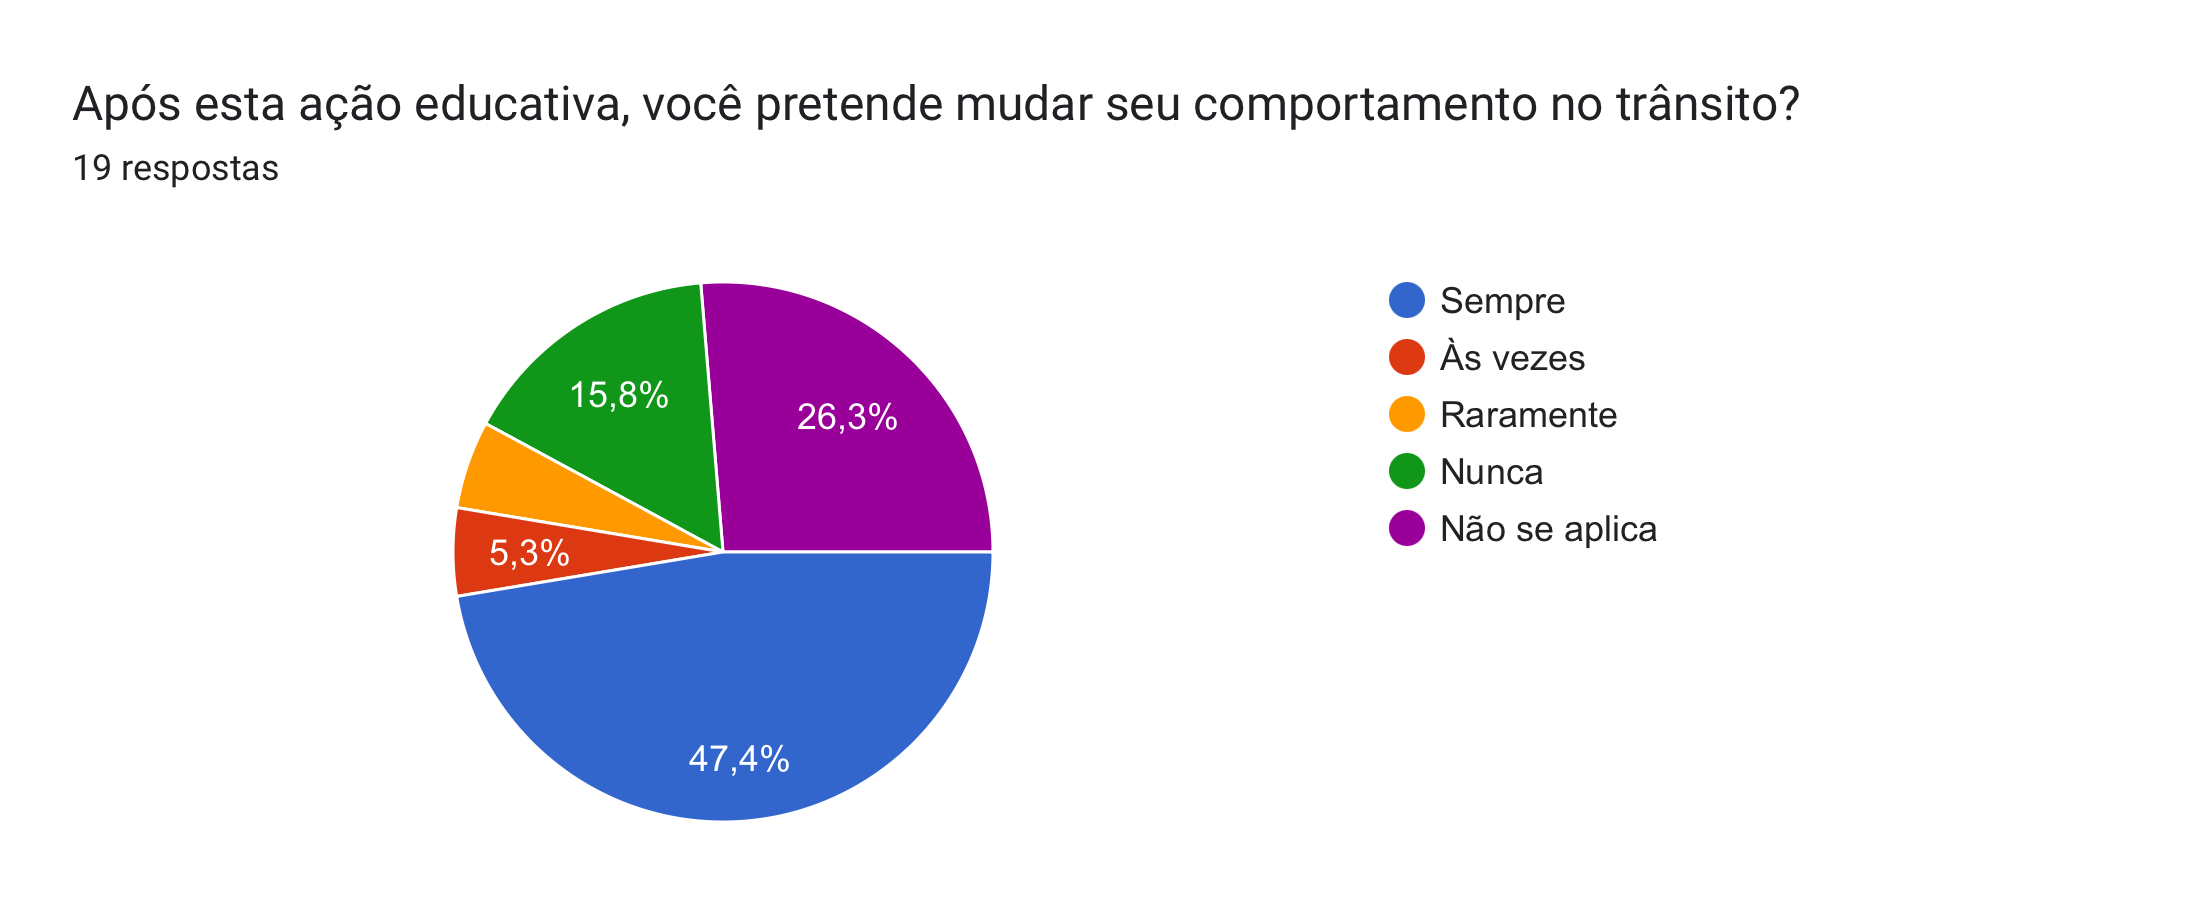 Após esta ação educativa, você pretende mudar seu comportamento no trânsito?
19 respostas
Sempre
Às vezes
Raramente
Nunca
Não se aplica
15,8%
26,3%
5,3%
47,4%